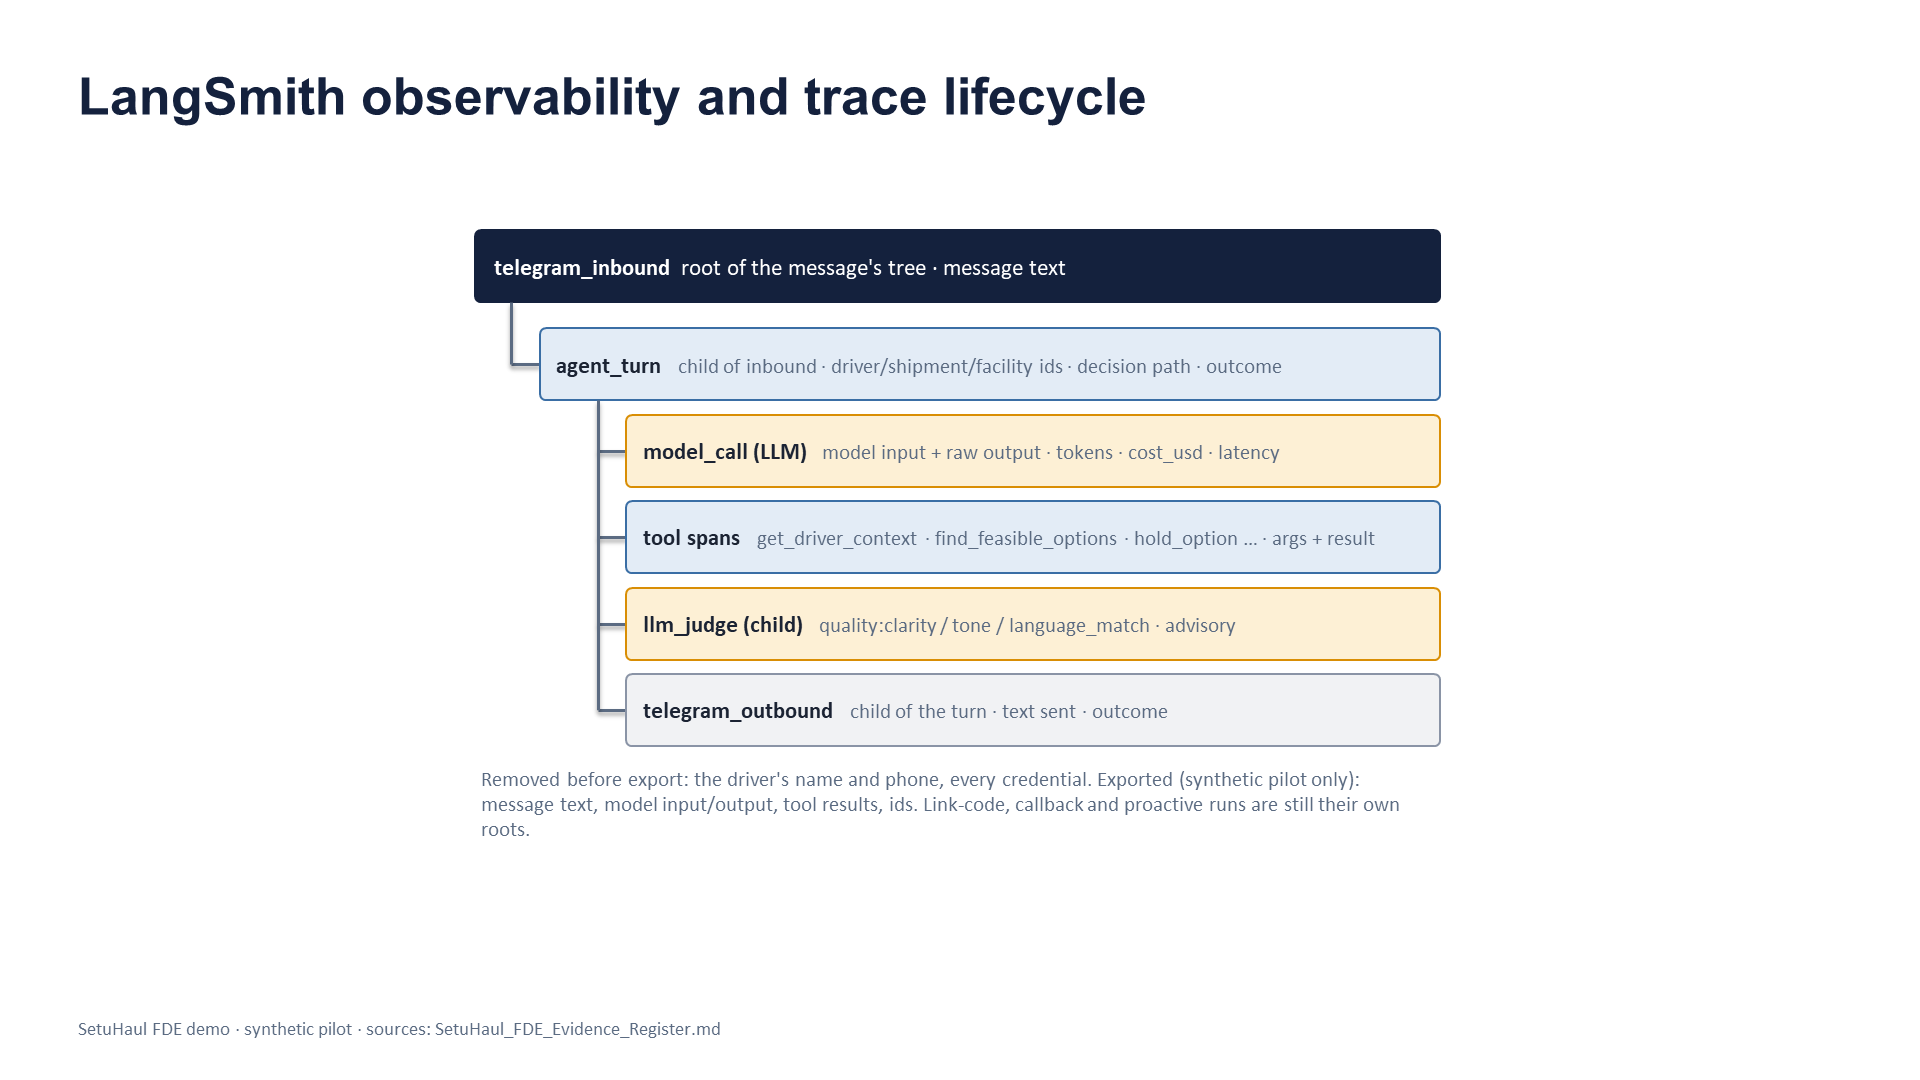 LangSmith observability and trace lifecycle
telegram_inbound root of the message's tree · message text
agent_turn child of inbound · driver/shipment/facility ids · decision path · outcome
model_call (LLM) model input + raw output · tokens · cost_usd · latency
tool spans get_driver_context · find_feasible_options · hold_option ... · args + result
llm_judge (child) quality:clarity / tone / language_match · advisory
telegram_outbound child of the turn · text sent · outcome
Removed before export: the driver's name and phone, every credential. Exported (synthetic pilot only):
message text, model input/output, tool results, ids. Link-code, callback and proactive runs are still their own
roots.
SetuHaul FDE demo · synthetic pilot · sources: SetuHaul_FDE_Evidence_Register.md